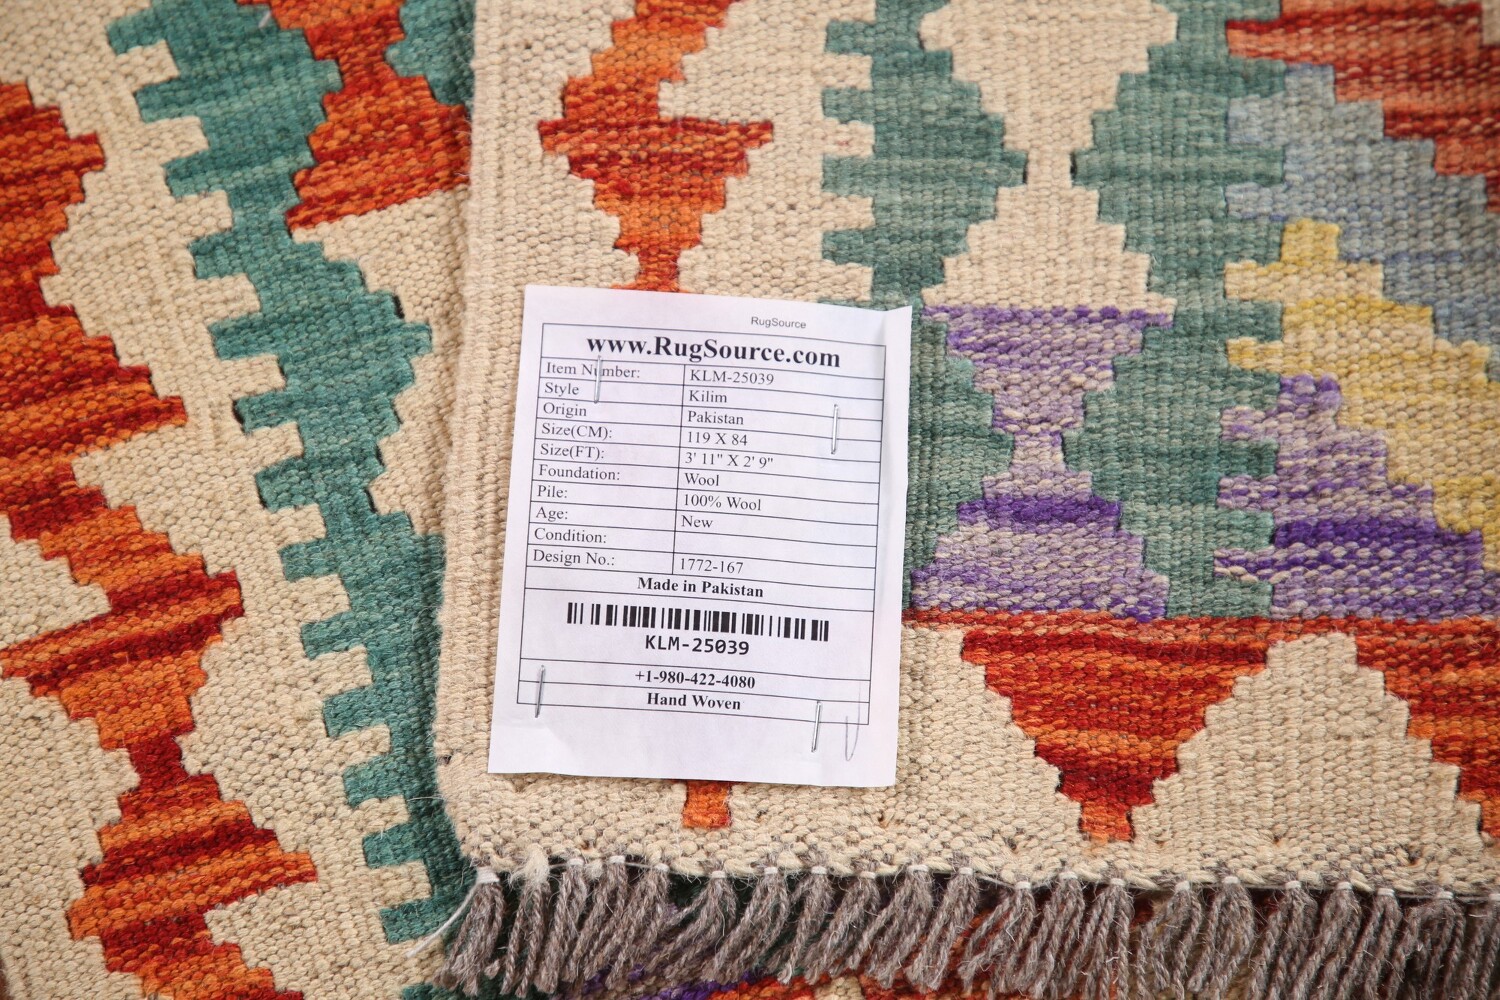 RugSource
www.RugSource.com
Item Number: KLM-25039
Style Kilim
Origin Pakistan
Size(CM): 119 X 84
Size(FT): 3' 11" X 2' 9"
Foundation: Wool
Pile: 100% Wool
Age: New
Condition:
Design No.: 1772-167
Made in Pakistan
KLM-25039
+1-980-422-4080
Hand Woven